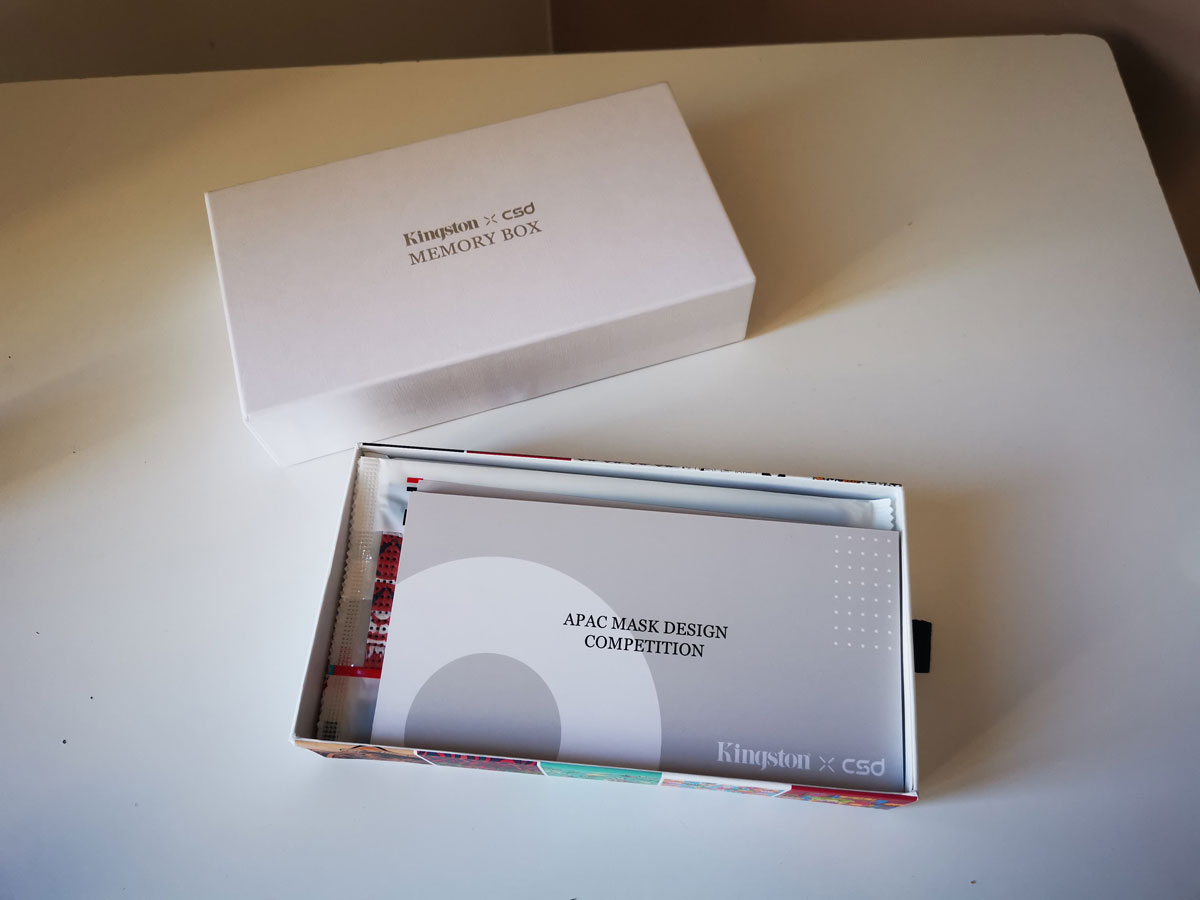 Kingston × csd
MEMORY BOX
APAC MASK DESIGN
COMPETITION
Kingston × csd